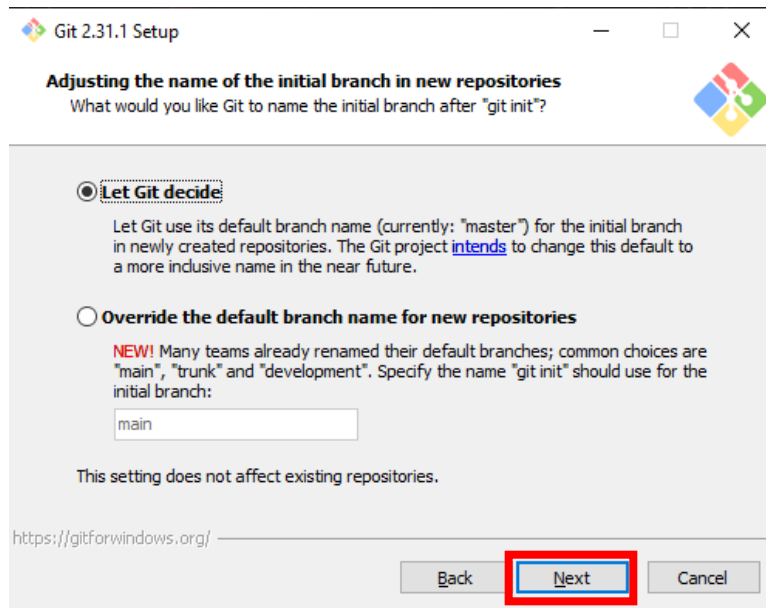 Git 2.31.1 Setup
Adjusting the name of the initial branch in new repositories
What would you like Git to name the initial branch after "git init"?
Let Git decide
Let Git use its default branch name (currently: "master") for the initial branch
in newly created repositories. The Git project intends to change this default to
a more inclusive name in the near future.
Override the default branch name for new repositories
NEW! Many teams already renamed their default branches; common choices are
"main", "trunk" and "development". Specify the name "git init" should use for the
initial branch:
main
This setting does not affect existing repositories.
https://gitforwindows.org/
Back Next Cancel